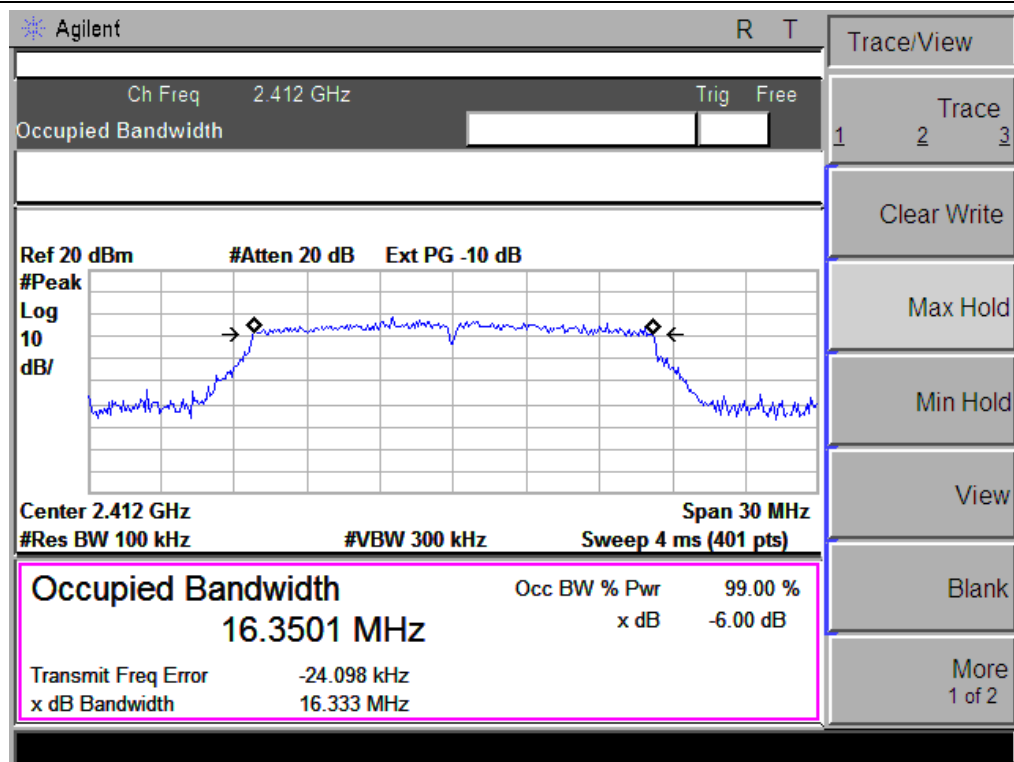 Agilent R T
Ch Freq 2.412 GHz Trig Free
Occupied Bandwidth
Ref 20 dBm #Atten 20 dB Ext PG -10 dB
#Peak
Log
10
dB/
Center 2.412 GHz Span 30 MHz
#Res BW 100 kHz #VBW 300 kHz Sweep 4 ms (401 pts)
Occupied Bandwidth Occ BW % Pwr 99.00 %
16.3501 MHz x dB -6.00 dB
Transmit Freq Error -24.098 kHz
x dB Bandwidth 16.333 MHz
Trace/View
Trace
1 2 3
Clear Write
Max Hold
Min Hold
View
Blank
More
1 of 2